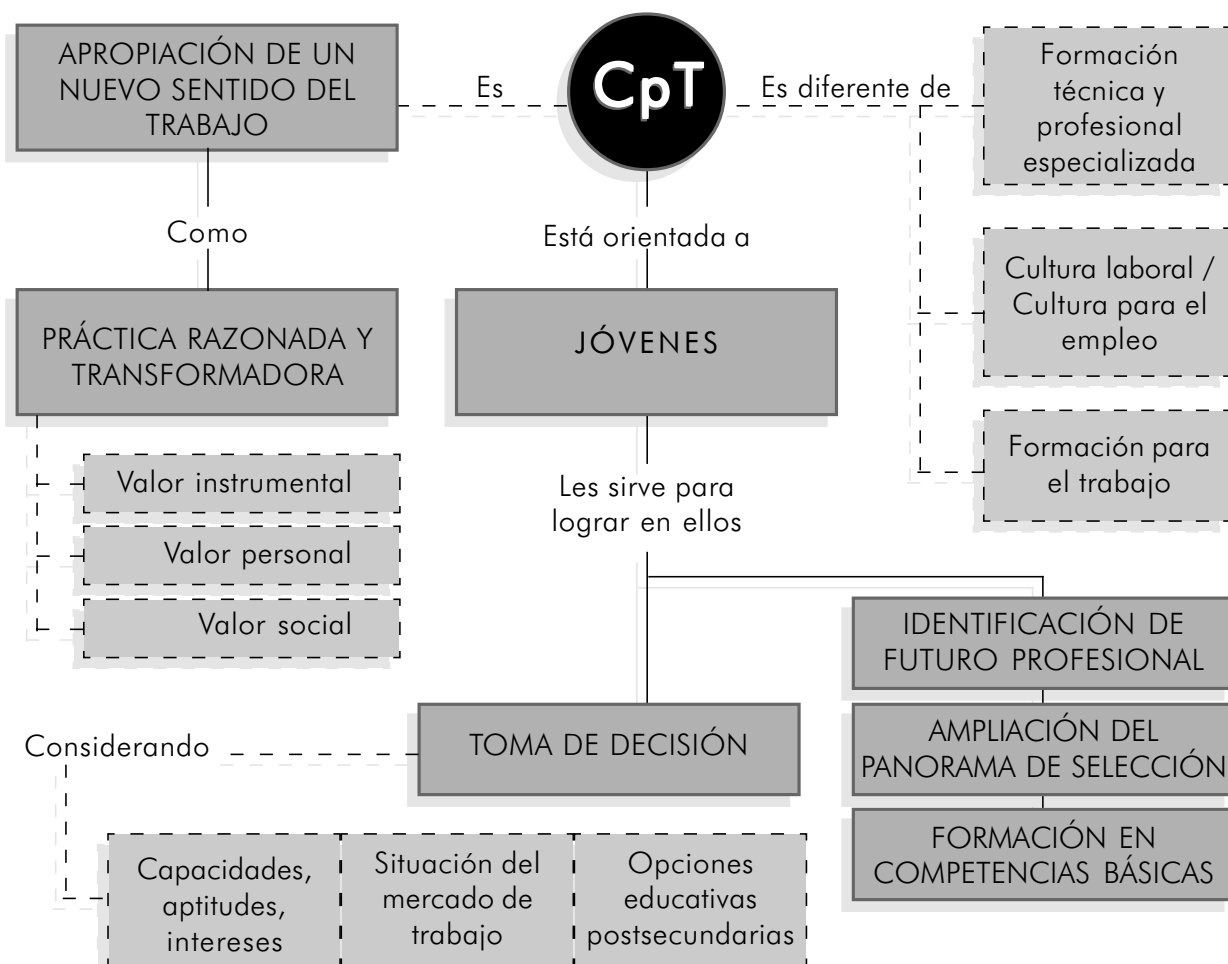 APROPIACIÓN DE UN
NUEVO SENTIDO DEL
TRABAJO
Es
CpT
Es diferente de
Formación
técnica y
profesional
especializada
Como
Está orientada a
Cultura laboral /
Cultura para el
empleo
PRÁCTICA RAZONADA Y
TRANSFORMADORA
JÓVENES
Formación para
el trabajo
Valor instrumental
Valor personal
Valor social
Les sirve para
lograr en ellos
IDENTIFICACIÓN DE
FUTURO PROFESIONAL
AMPLIACIÓN DEL
PANORAMA DE SELECCIÓN
FORMACIÓN EN
COMPETENCIAS BÁSICAS
TOMA DE DECISIÓN
Considerando
Capacidades,
aptitudes,
intereses
Situación del
mercado de
trabajo
Opciones
educativas
postsecundarias